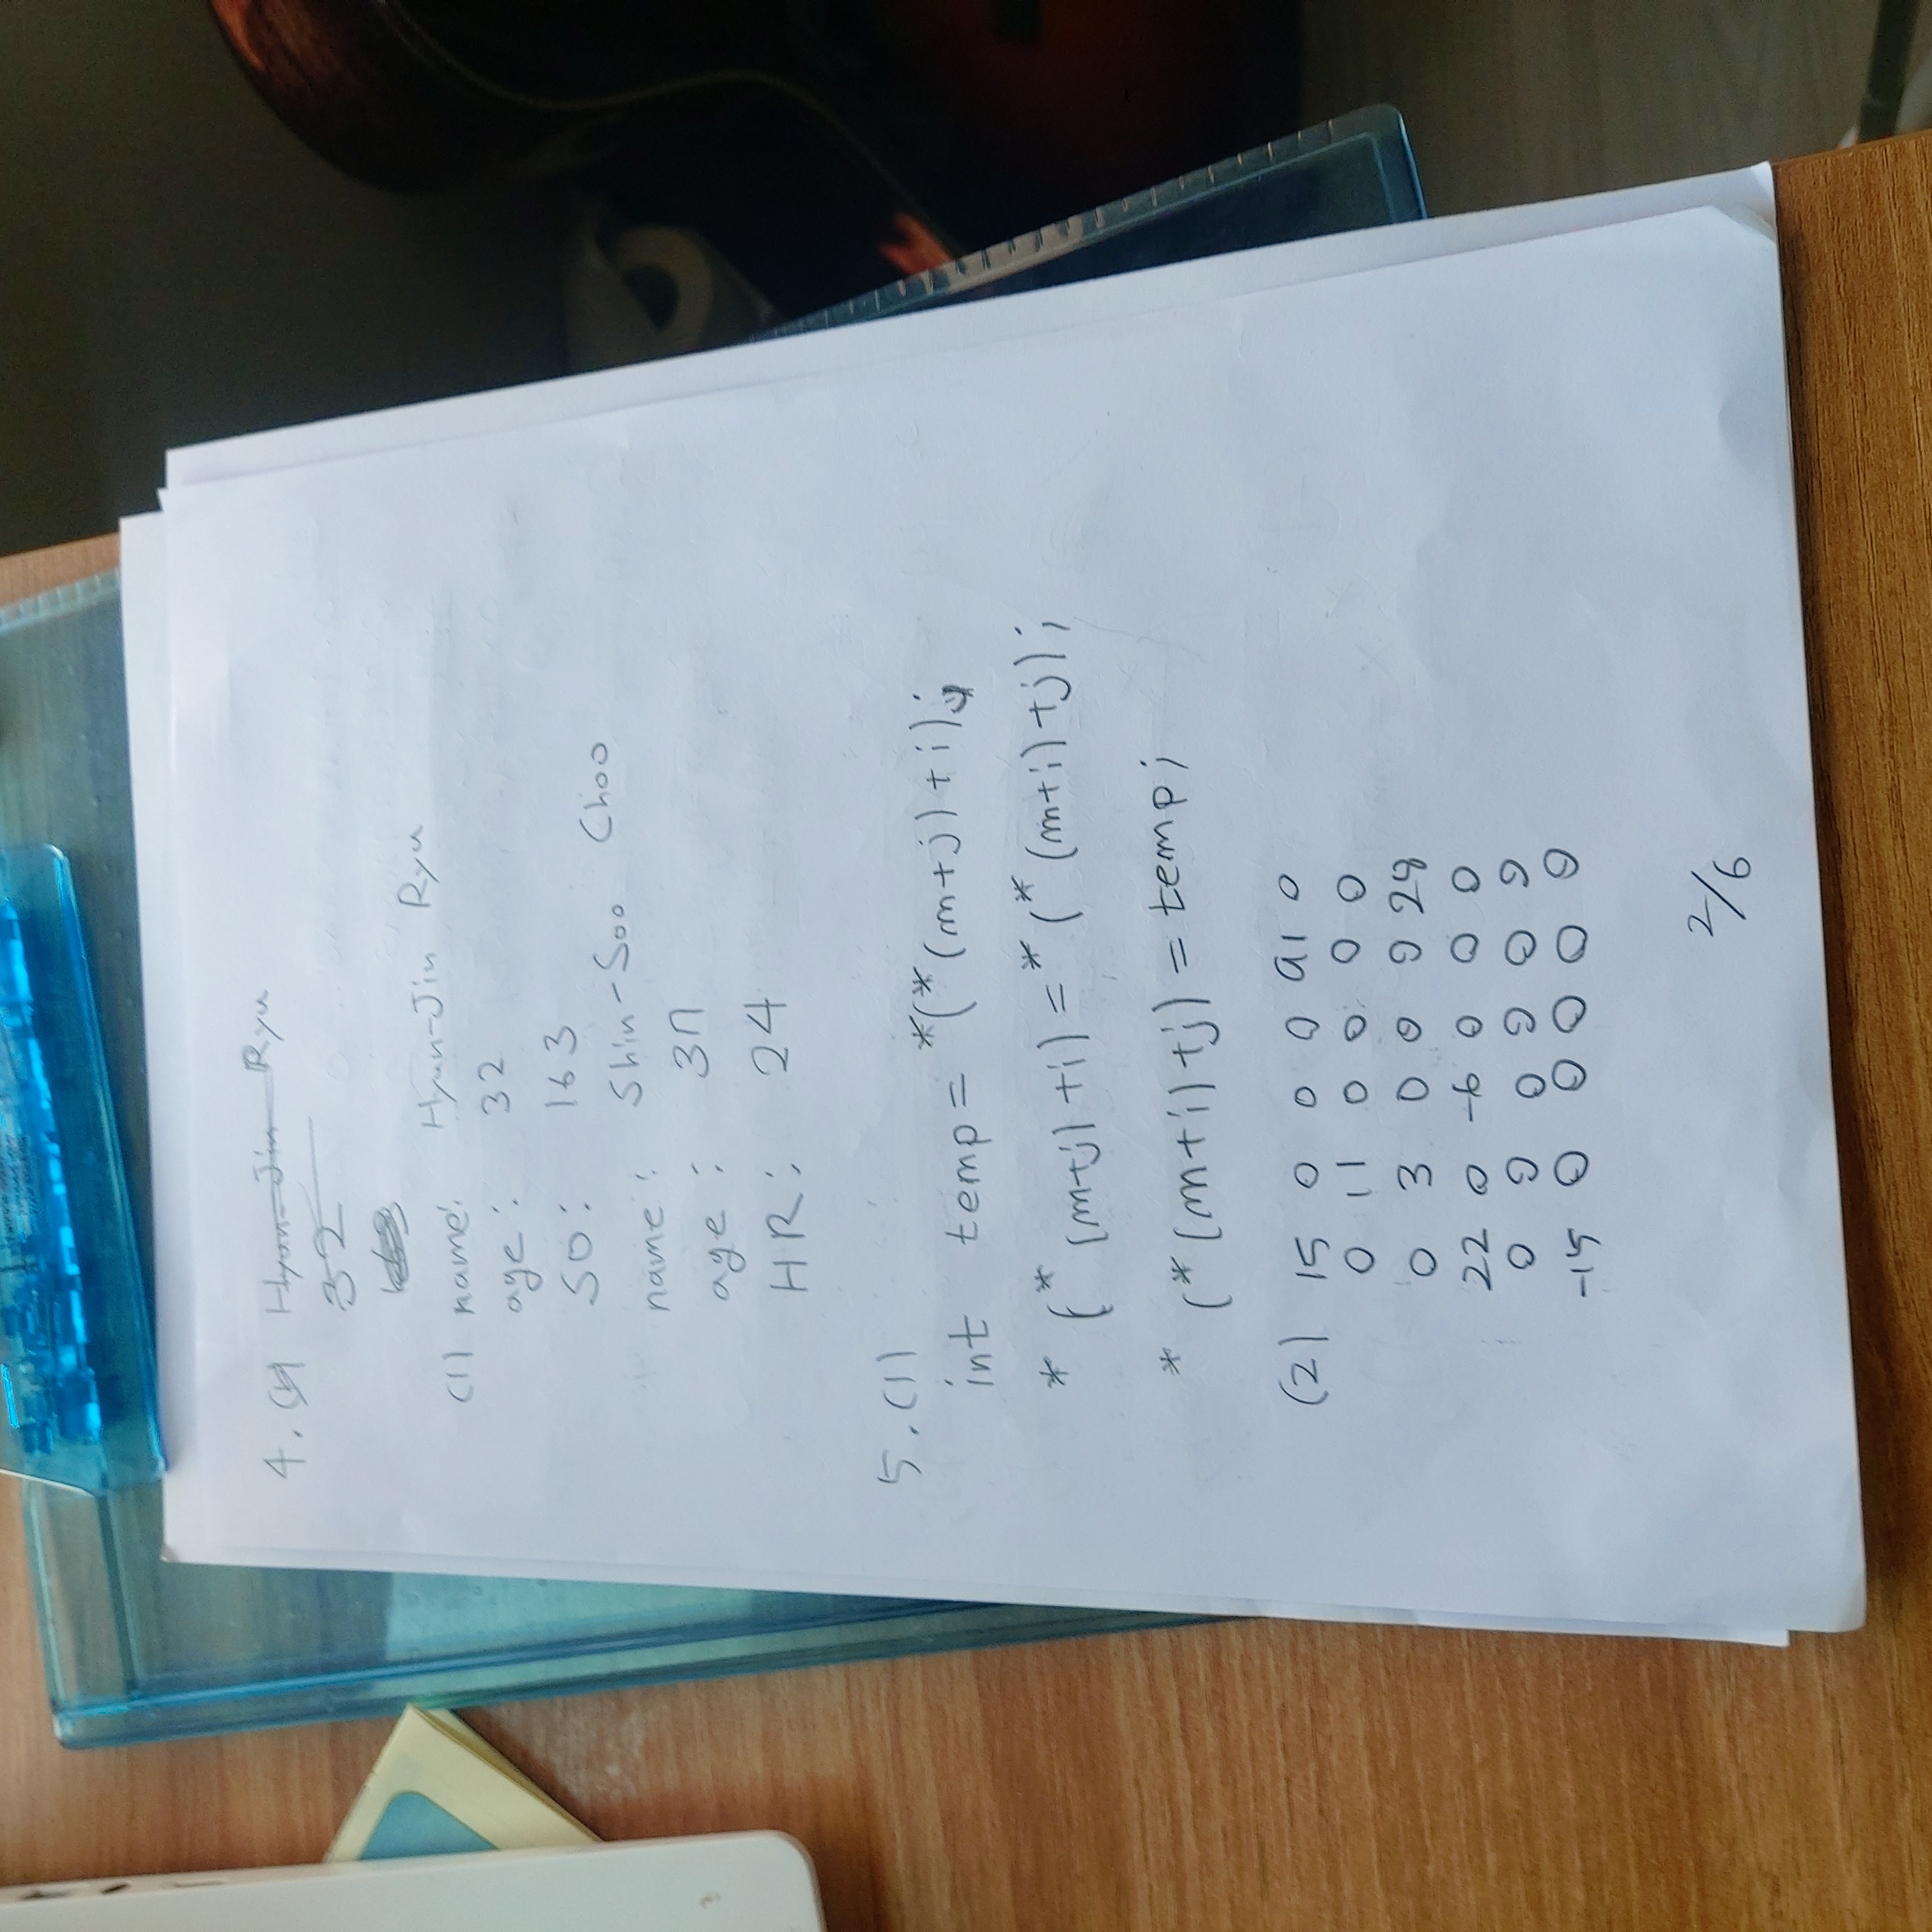 4. (1) Hyun-Jin Ryu
32
(1) name: Hyun-Jin Ryu
age: 32
SO: 163
name: Shin-Soo Choo
age: 37
HR: 24
5. (1)
int temp = *(*(m+j)+i);
*(*(m+j)+i) = *(*(m+i)+j);
*(*(m+i)+j) = temp;
(2) 15 0 0 0 91 0
0 11 0 0 0 0
0 3 0 0 0 28
22 0 -6 0 0 0
0 0 0 0 0 0
-15 0 0 0 0 0
2/6